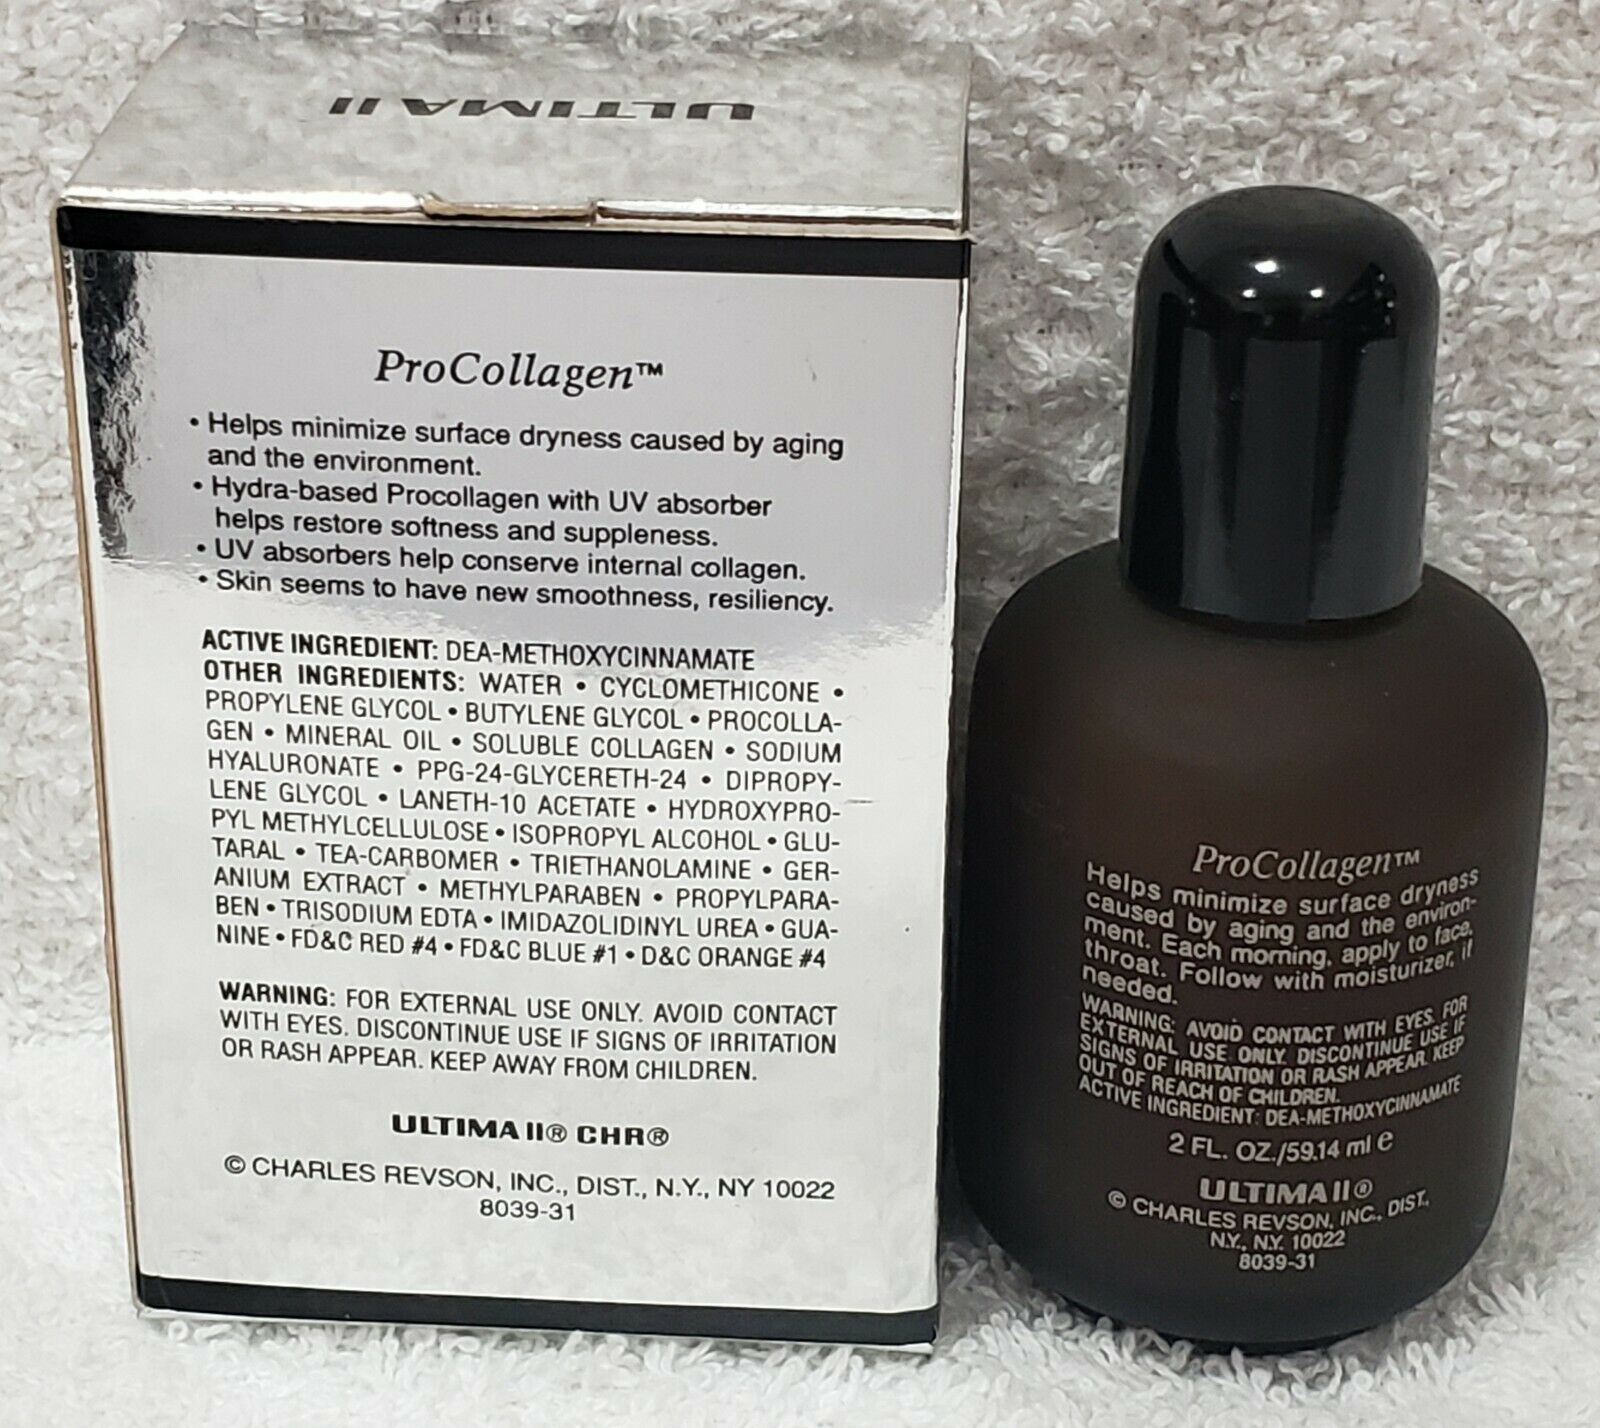 ULTIMA II
ProCollagen™
• Helps minimize surface dryness caused by aging
and the environment.
• Hydra-based Procollagen with UV absorber
helps restore softness and suppleness.
• UV absorbers help conserve internal collagen.
• Skin seems to have new smoothness, resiliency.
ACTIVE INGREDIENT: DEA-METHOXYCINNAMATE
OTHER INGREDIENTS: WATER • CYCLOMETHICONE •
PROPYLENE GLYCOL • BUTYLENE GLYCOL • PROCOLLA-
GEN • MINERAL OIL • SOLUBLE COLLAGEN • SODIUM
HYALURONATE • PPG-24-GLYCERETH-24 • DIPROPY-
LENE GLYCOL • LANETH-10 ACETATE • HYDROXYPRO-
PYL METHYLCELLULOSE • ISOPROPYL ALCOHOL • GLU-
TARAL • TEA-CARBOMER • TRIETHANOLAMINE • GER-
ANIUM EXTRACT • METHYLPARABEN • PROPYLPARA-
BEN • TRISODIUM EDTA • IMIDAZOLIDINYL UREA • GUA-
NINE • FD&C RED #4 • FD&C BLUE #1 • D&C ORANGE #4
WARNING: FOR EXTERNAL USE ONLY. AVOID CONTACT
WITH EYES. DISCONTINUE USE IF SIGNS OF IRRITATION
OR RASH APPEAR. KEEP AWAY FROM CHILDREN.
ULTIMA II® CHR®
© CHARLES REVSON, INC., DIST., N.Y., NY 10022
8039-31
ProCollagen™
Helps minimize surface dryness
caused by aging and the environ-
ment. Each morning, apply to face,
throat. Follow with moisturizer, if
needed.
WARNING: AVOID CONTACT WITH EYES. FOR
EXTERNAL USE ONLY. DISCONTINUE USE IF
SIGNS OF IRRITATION OR RASH APPEAR. KEEP
OUT OF REACH OF CHILDREN.
ACTIVE INGREDIENT: DEA-METHOXYCINNAMATE
2 FL. OZ./59.14 ml e
ULTIMA II®
© CHARLES REVSON, INC., DIST.,
N.Y., N.Y. 10022
8039-31